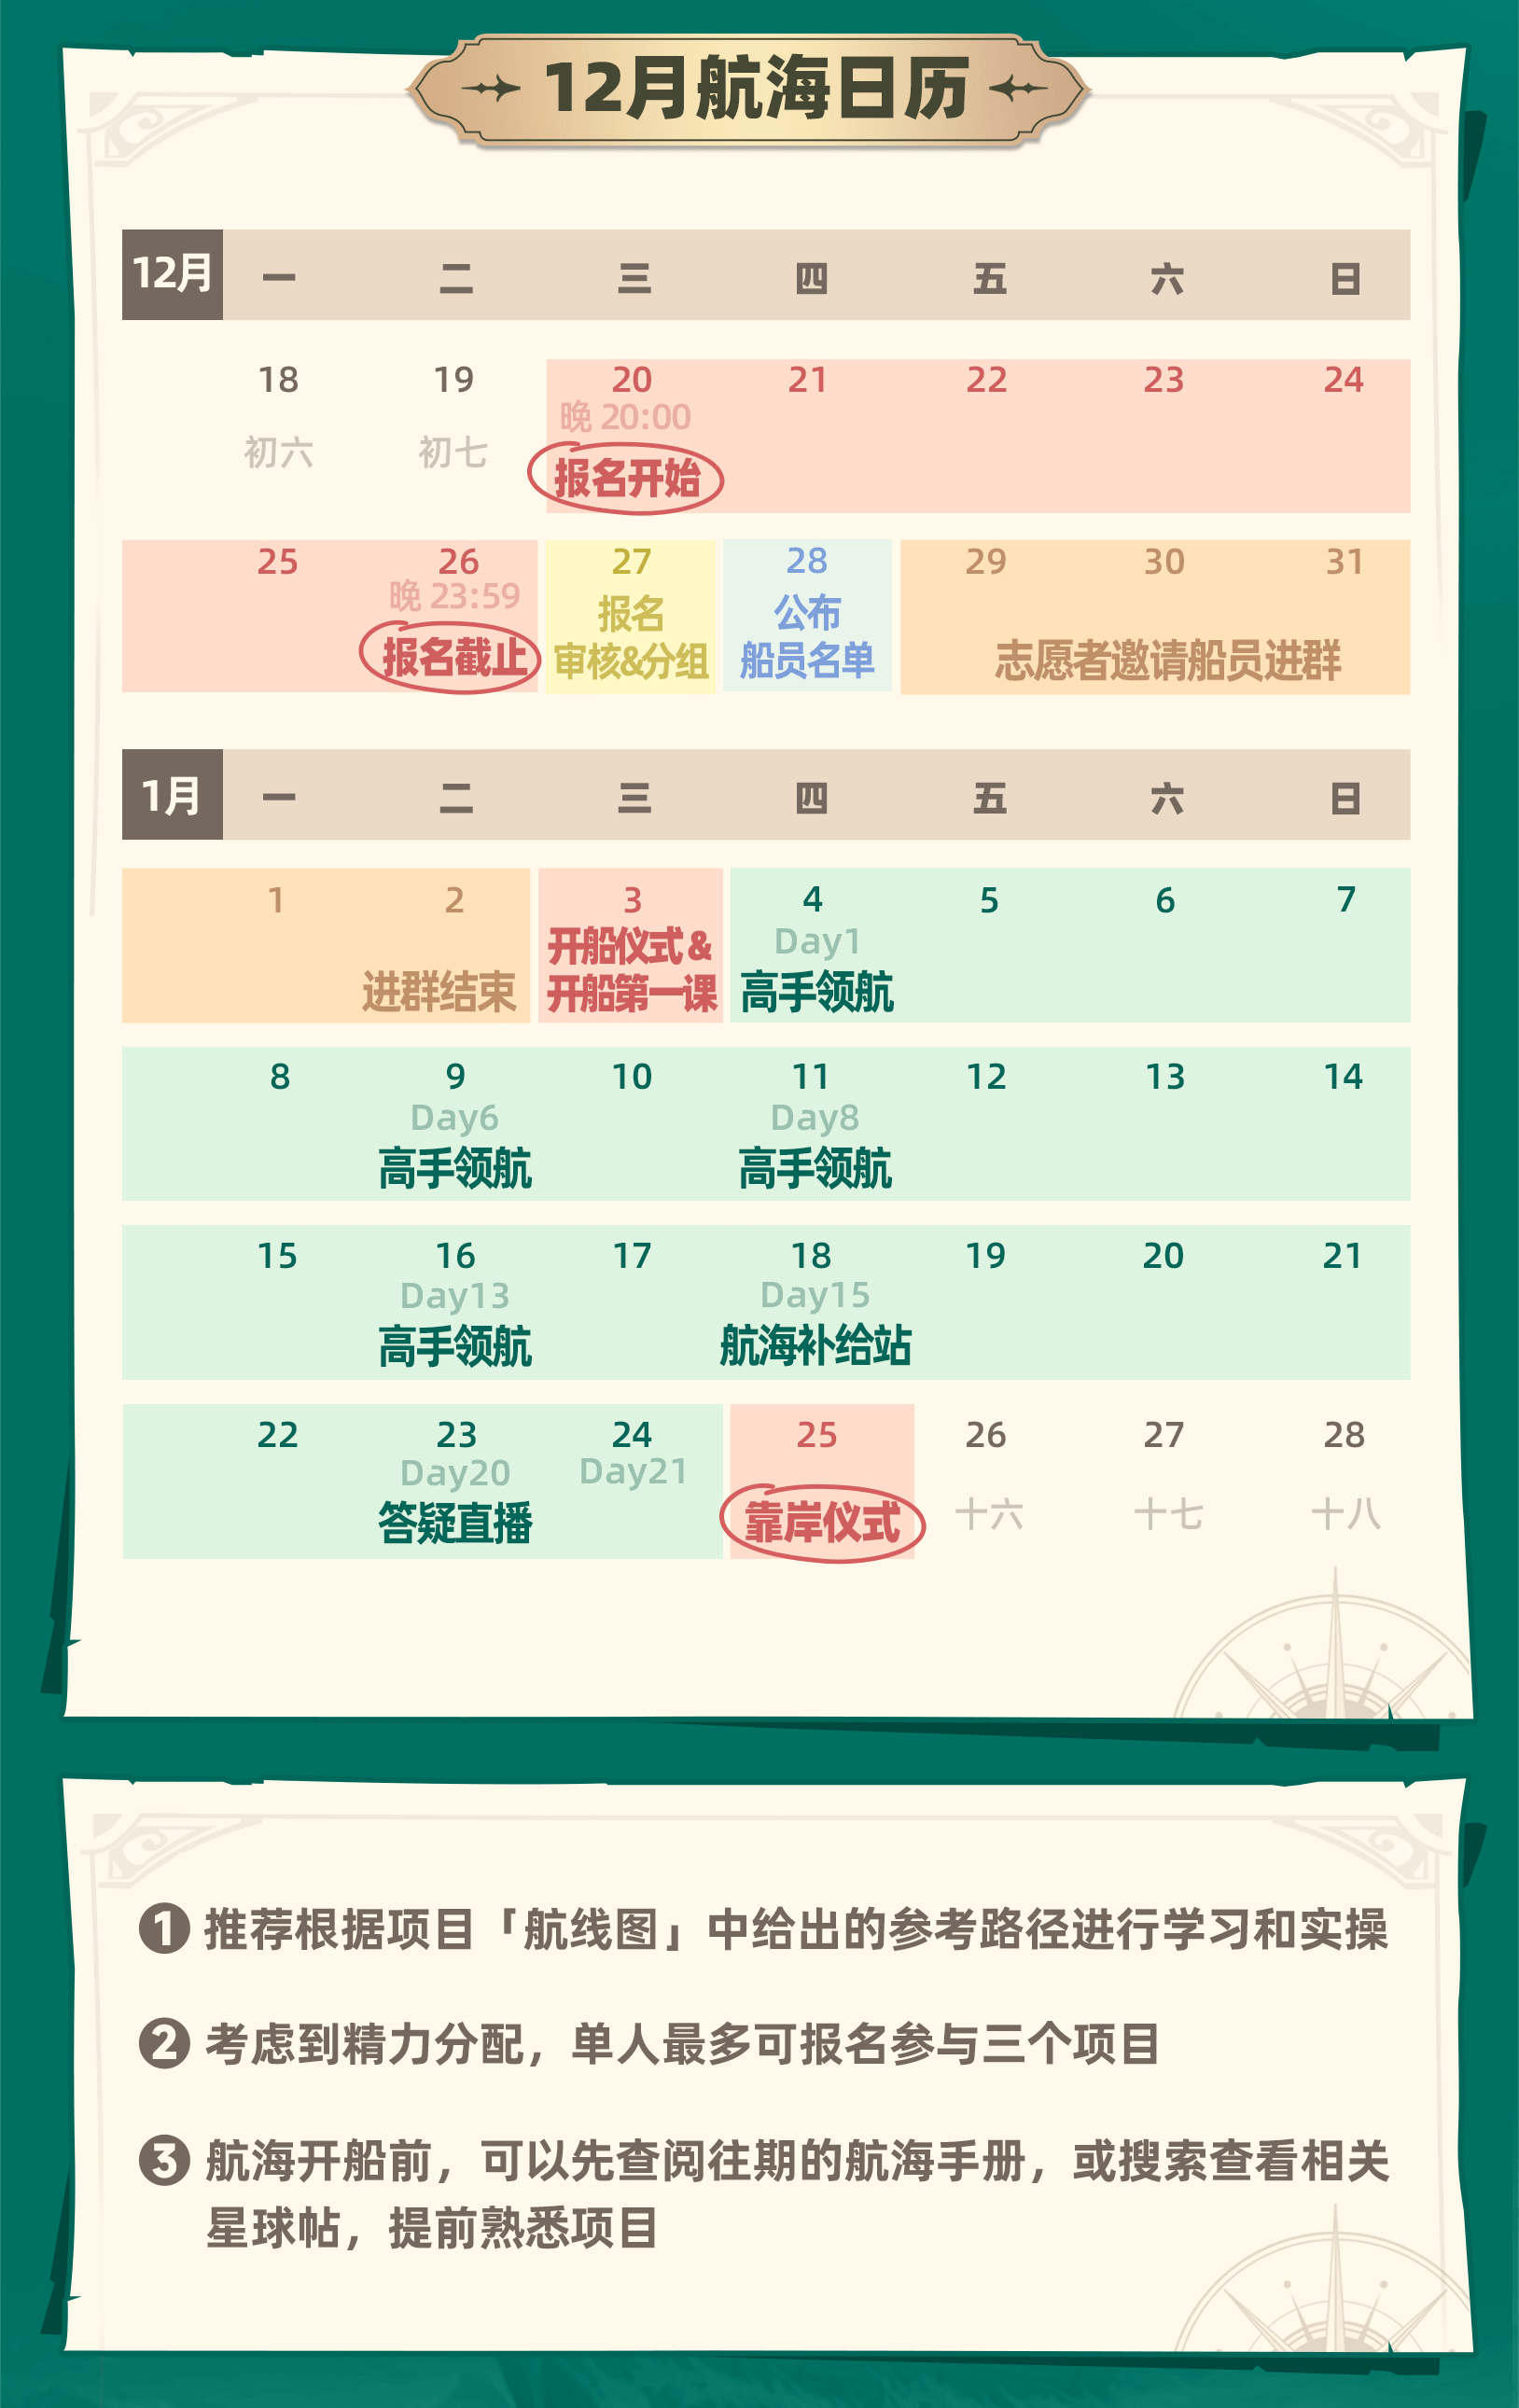 12月航海日历
12月 一 二 三 四 五 六 日
18 19 20 21 22 23 24
晚 20:00
初六 初七 报名开始
25 26 27 28 29 30 31
晚 23:59 报名 公布
报名截止 审核&分组 船员名单 志愿者邀请船员进群
1月 一 二 三 四 五 六 日
1 2 3 4 5 6 7
开船仪式& Day1
进群结束 开船第一课 高手领航
8 9 10 11 12 13 14
Day6 Day8
高手领航 高手领航
15 16 17 18 19 20 21
Day13 Day15
高手领航 航海补给站
22 23 24 25 26 27 28
Day20 Day21
答疑直播 靠岸仪式 十六 十七 十八
1 推荐根据项目「航线图」中给出的参考路径进行学习和实操
2 考虑到精力分配，单人最多可报名参与三个项目
3 航海开船前，可以先查阅往期的航海手册，或搜索查看相关
星球帖，提前熟悉项目